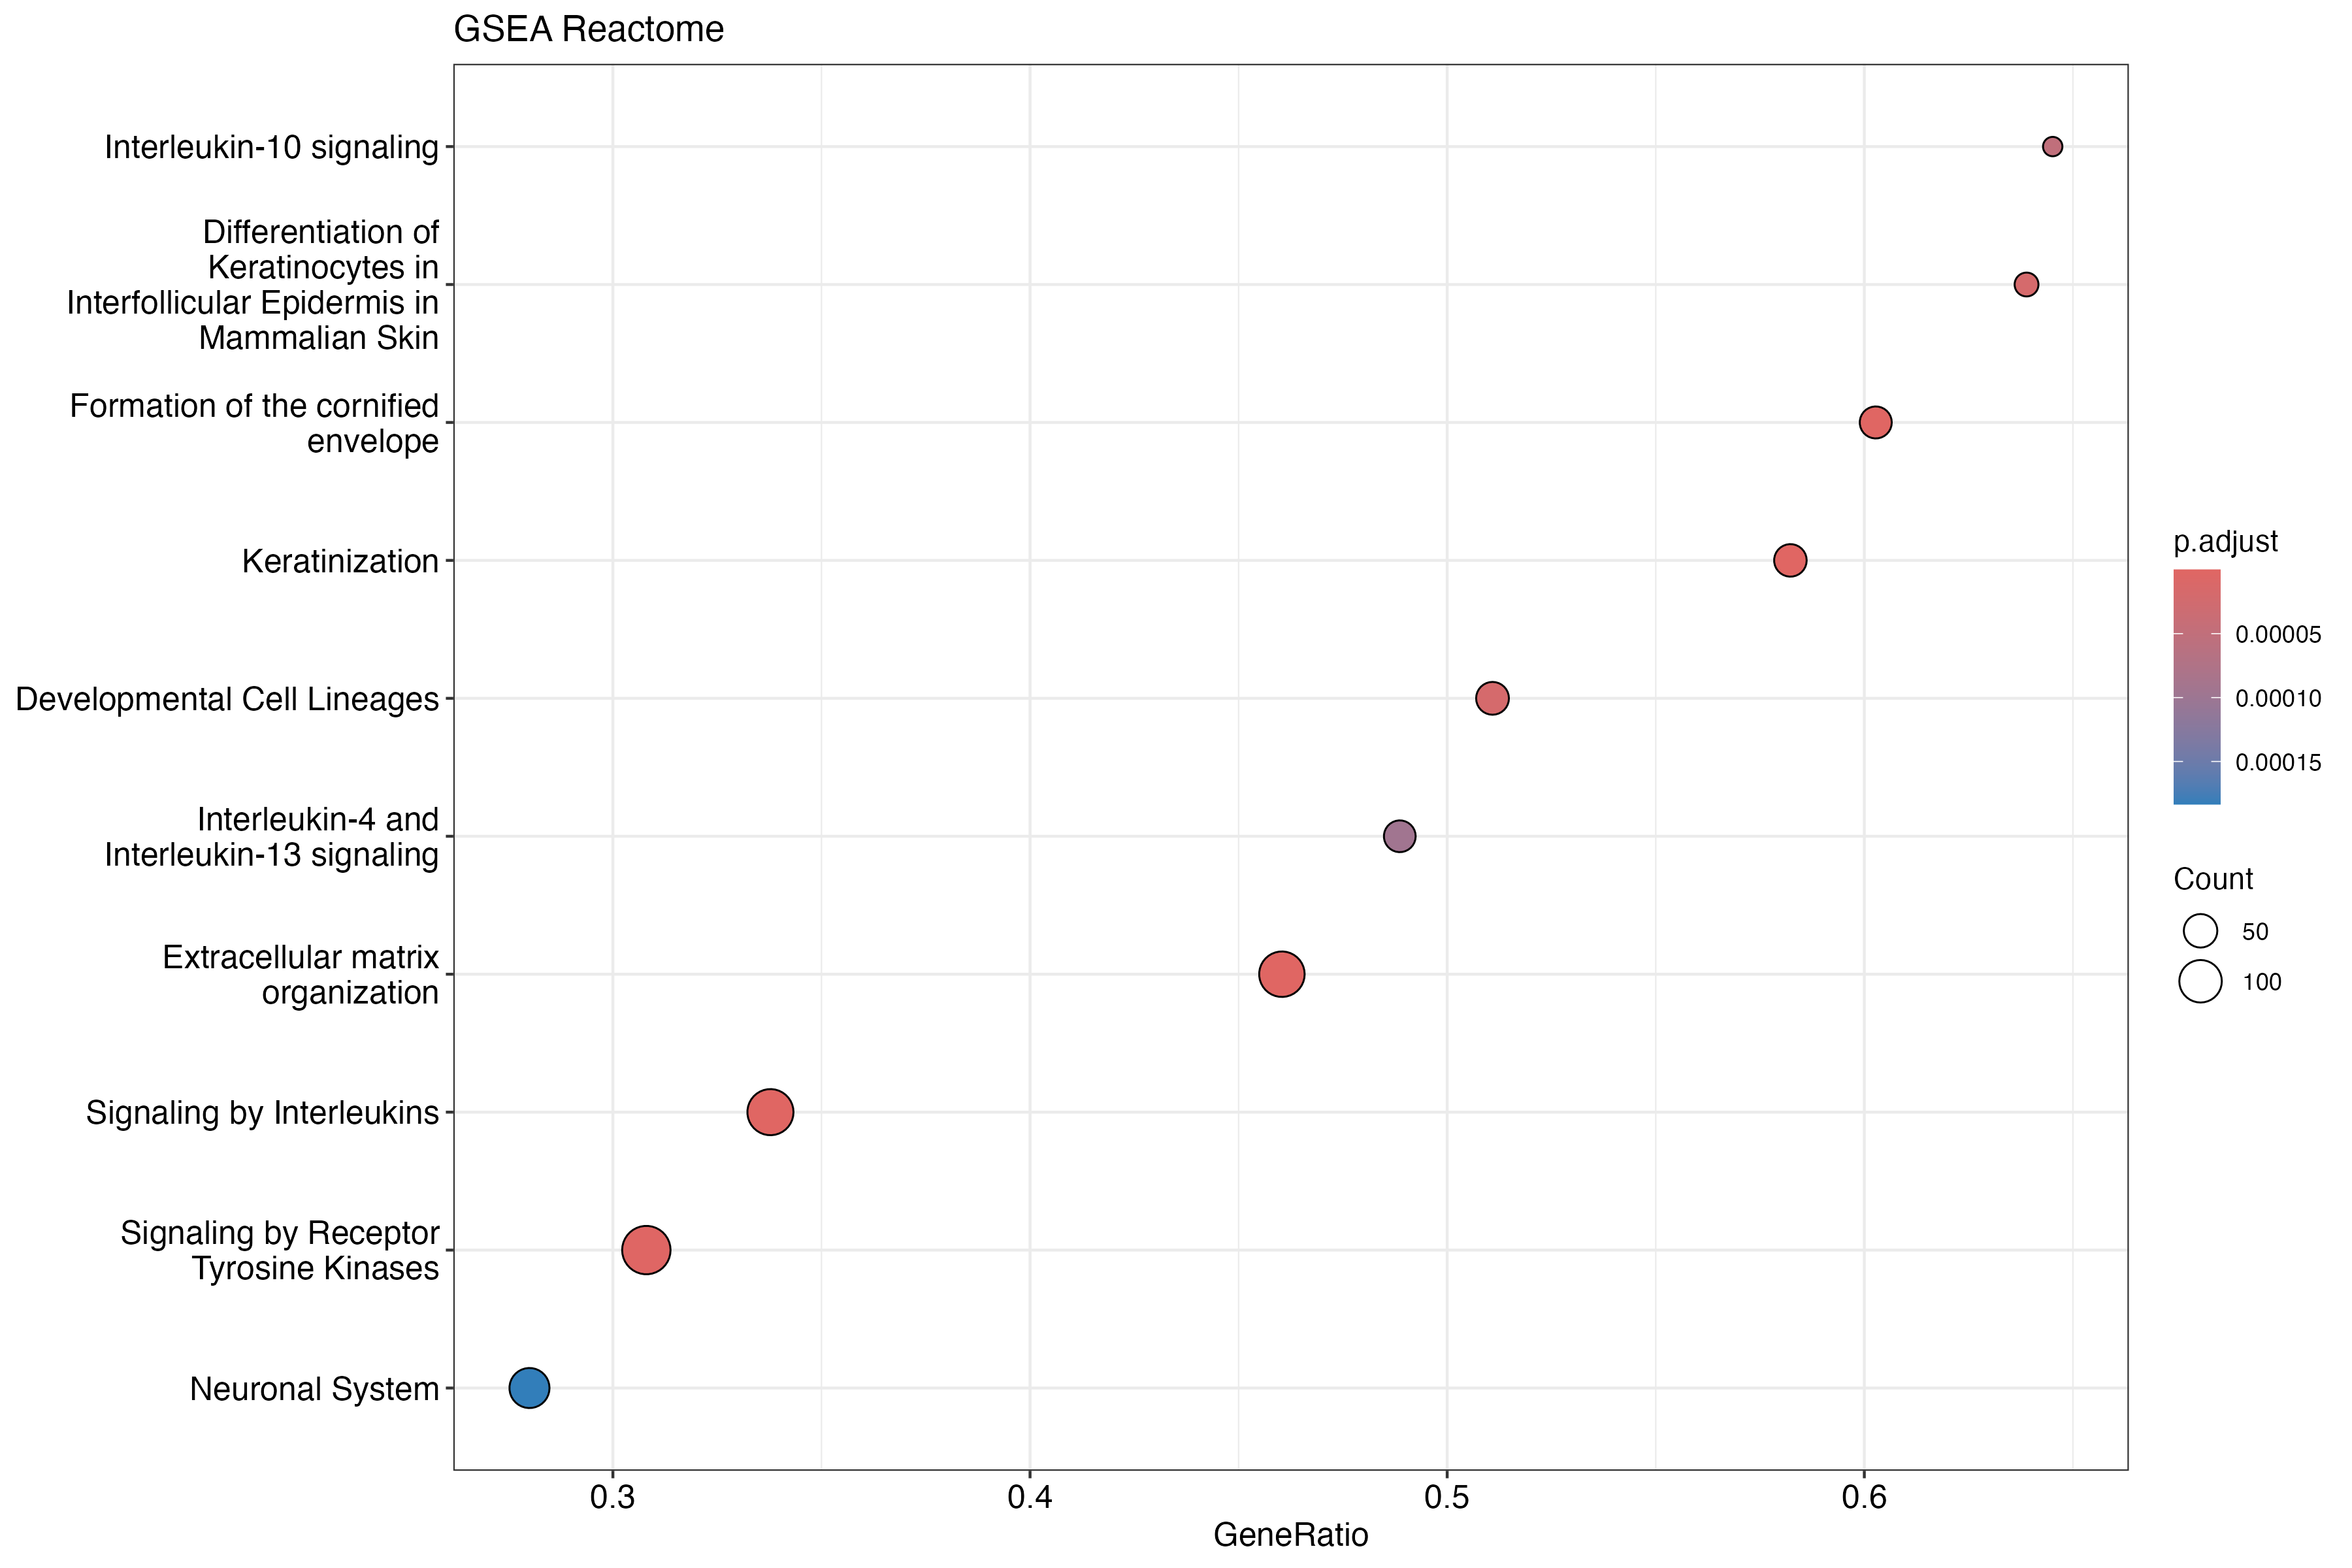 GSEA Reactome
Interleukin-10 signaling
Differentiation of
Keratinocytes in
Interfollicular Epidermis in
Mammalian Skin
Formation of the cornified
envelope
Keratinization
Developmental Cell Lineages
Interleukin-4 and
Interleukin-13 signaling
Extracellular matrix
organization
Signaling by Interleukins
Signaling by Receptor
Tyrosine Kinases
Neuronal System
0.3
0.4
0.5
0.6
GeneRatio
p.adjust
0.00005
0.00010
0.00015
Count
50
100